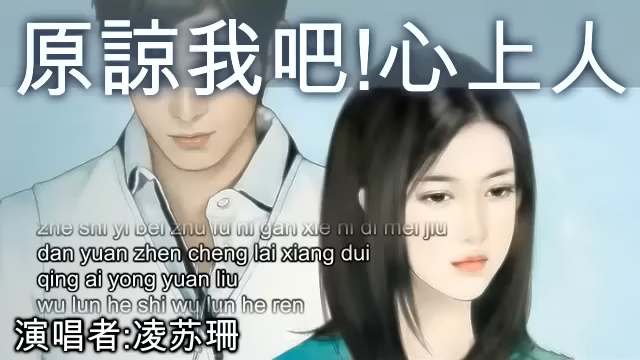 原諒我吧!心上人
zhe shi yi bei zhu fu ni gan xie ni di mei jiu
dan yuan zhen cheng lai xiang dui
qing ai yong yuan liu
wu lun he shi wu lun he ren
演唱者:凌苏珊